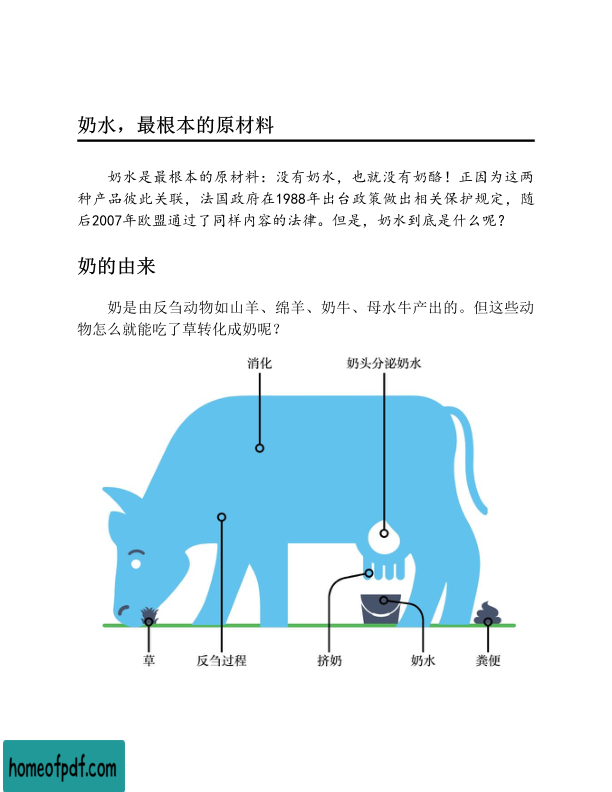 奶水，最根本的原材料
奶水是最根本的原材料：没有奶水，也就没有奶酪！正因为这两
种产品彼此关联，法国政府在1988年出台政策做出相关保护规定，随
后2007年欧盟通过了同样内容的法律。但是，奶水到底是什么呢？
奶的由来
奶是由反刍动物如山羊、绵羊、奶牛、母水牛产出的。但这些动
物怎么就能吃了草转化成奶呢？
消化
奶头分泌奶水
草
反刍过程
挤奶
奶水
粪便
homeofpdf.com